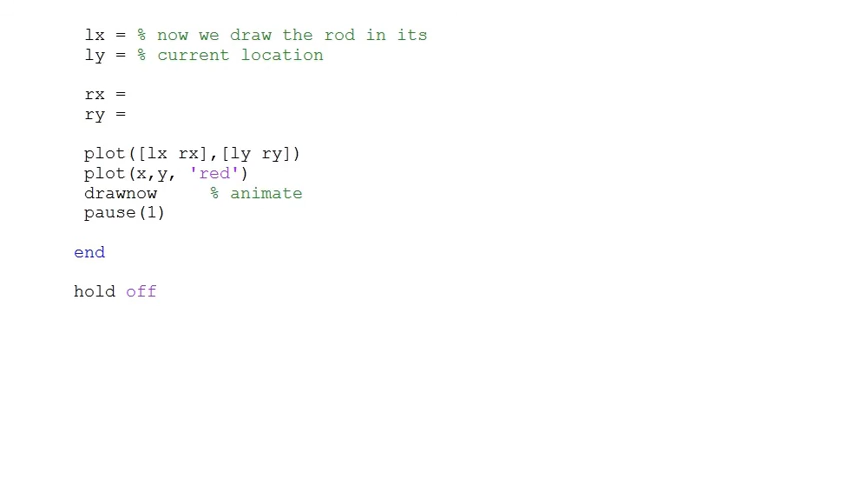 lx = % now we draw the rod in its
ly = % current location
rx =
ry =
plot([lx rx],[ly ry])
plot(x,y, 'red')
drawnow     % animate
pause(1)
end
hold off